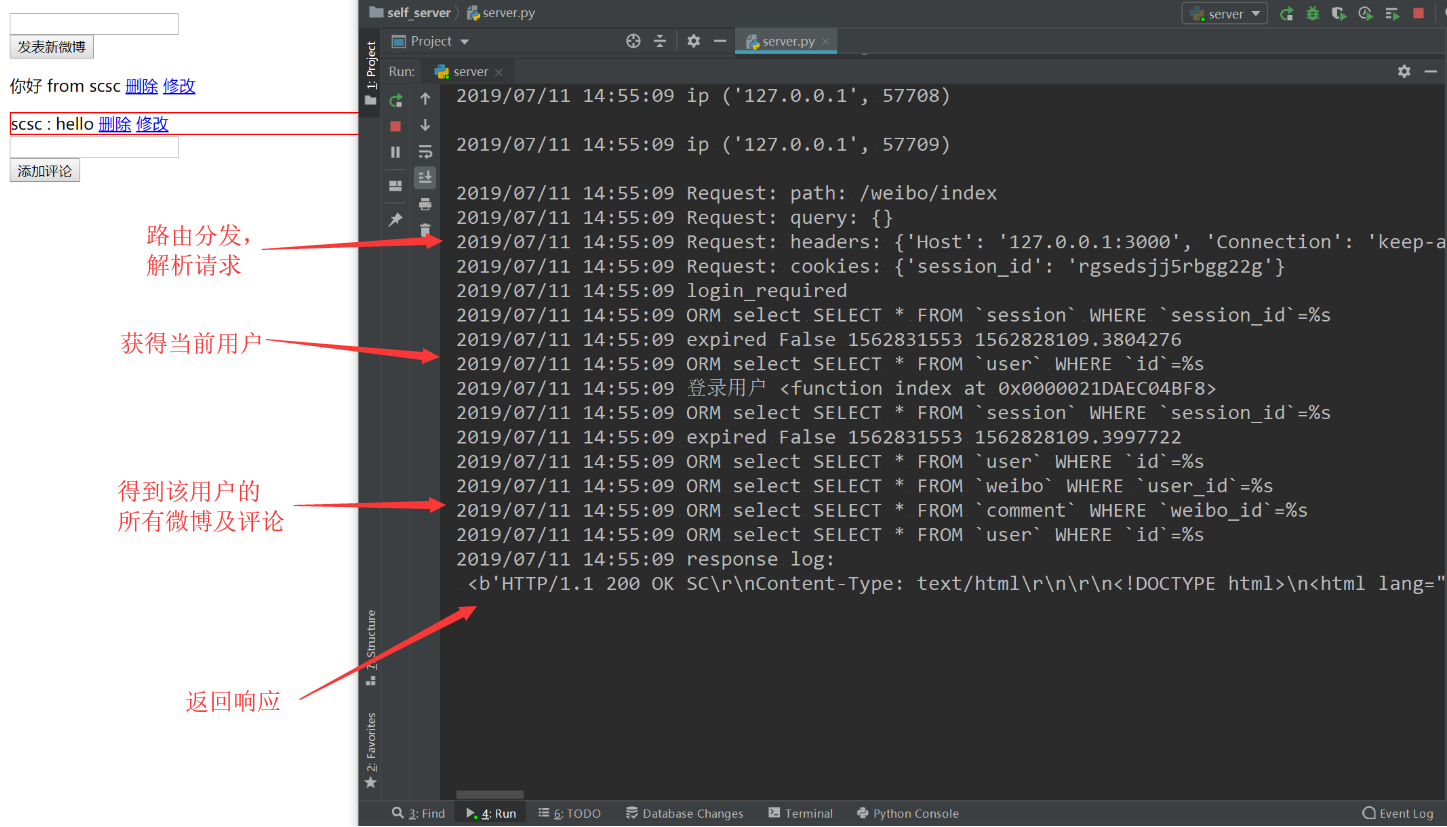 发表新微博
你好 from scsc 删除 修改
scsc : hello 删除 修改
添加评论
路由分发，
解析请求
获得当前用户
得到该用户的
所有微博及评论
返回响应
self_server
server.py
server
Project
server.py
1: Project
Run:
server
2019/07/11 14:55:09 ip ('127.0.0.1', 57708)
2019/07/11 14:55:09 ip ('127.0.0.1', 57709)
2019/07/11 14:55:09 Request: path: /weibo/index
2019/07/11 14:55:09 Request: query: {}
2019/07/11 14:55:09 Request: headers: {'Host': '127.0.0.1:3000', 'Connection': 'keep-a
2019/07/11 14:55:09 Request: cookies: {'session_id': 'rgsedsjj5rbgg22g'}
2019/07/11 14:55:09 login_required
2019/07/11 14:55:09 ORM select SELECT * FROM `session` WHERE `session_id`=%s
2019/07/11 14:55:09 expired False 1562831553 1562828109.3804276
2019/07/11 14:55:09 ORM select SELECT * FROM `user` WHERE `id`=%s
2019/07/11 14:55:09 登录用户 <function index at 0x0000021DAEC04BF8>
2019/07/11 14:55:09 ORM select SELECT * FROM `session` WHERE `session_id`=%s
2019/07/11 14:55:09 expired False 1562831553 1562828109.3997722
2019/07/11 14:55:09 ORM select SELECT * FROM `user` WHERE `id`=%s
2019/07/11 14:55:09 ORM select SELECT * FROM `weibo` WHERE `user_id`=%s
2019/07/11 14:55:09 ORM select SELECT * FROM `comment` WHERE `weibo_id`=%s
2019/07/11 14:55:09 ORM select SELECT * FROM `user` WHERE `id`=%s
2019/07/11 14:55:09 response log:
<b'HTTP/1.1 200 OK SC\r\nContent-Type: text/html\r\n\r\n<!DOCTYPE html>\n<html lang="
7: Structure
2: Favorites
3: Find
4: Run
6: TODO
Database Changes
Terminal
Python Console
Event Log